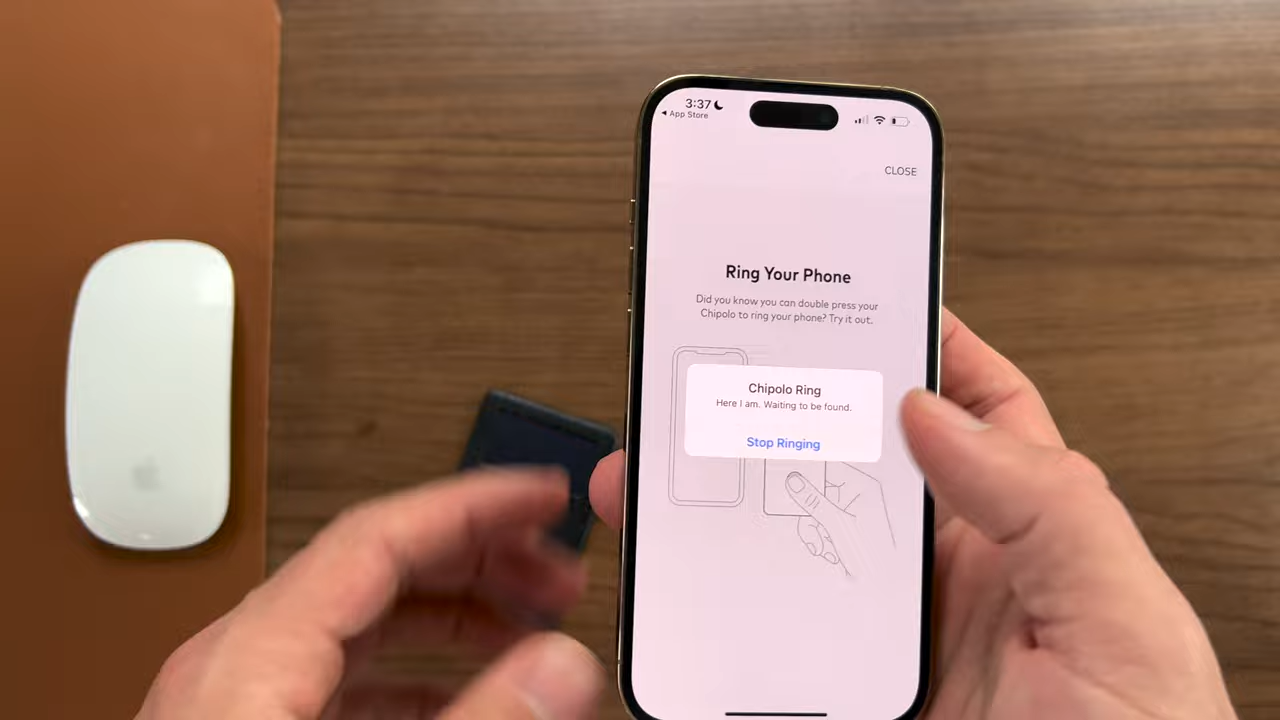 3:37
App Store
CLOSE
Ring Your Phone
Did you know you can double press your
Chipolo to ring your phone? Try it out.
Chipolo Ring
Here I am. Waiting to be found.
Stop Ringing